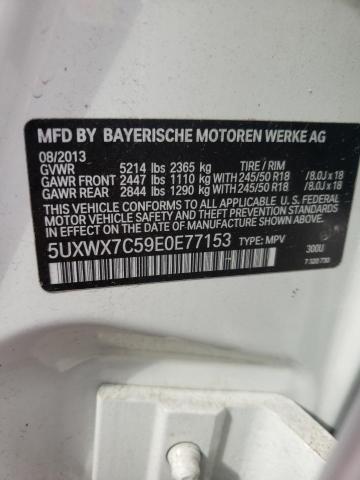 MFD BY BAYERISCHE MOTOREN WERKE AG
08/2013
GVWR 5214 lbs 2365 kg TIRE / RIM
GAWR FRONT 2447 lbs 1110 kg WITH 245/50 R18 /8.0J x 18
GAWR REAR 2844 lbs 1290 kg WITH 245/50 R18 /8.0J x 18
THIS VEHICLE CONFORMS TO ALL APPLICABLE U. S. FEDERAL
MOTOR VEHICLE SAFETY, BUMPER, AND THEFT PREVENTION STANDARDS
IN EFFECT ON THE DATE OF MANUFACTURE SHOWN ABOVE.
5UXWX7C59E0E77153 TYPE: MPV
300U